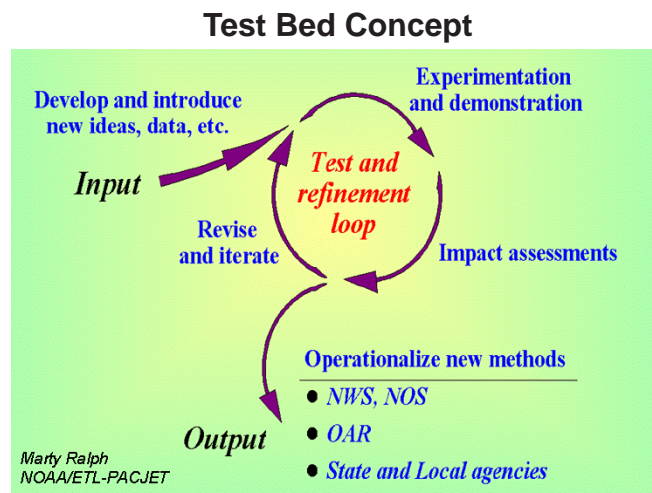 Test Bed Concept
Develop and introduce
new ideas, data, etc.
Experimentation
and demonstration
Input
Test and
refinement
loop
Revise
and iterate
Impact assessments
Operationalize new methods
● NWS, NOS
● OAR
● State and Local agencies
Output
Marty Ralph
NOAA/ETL-PACJET